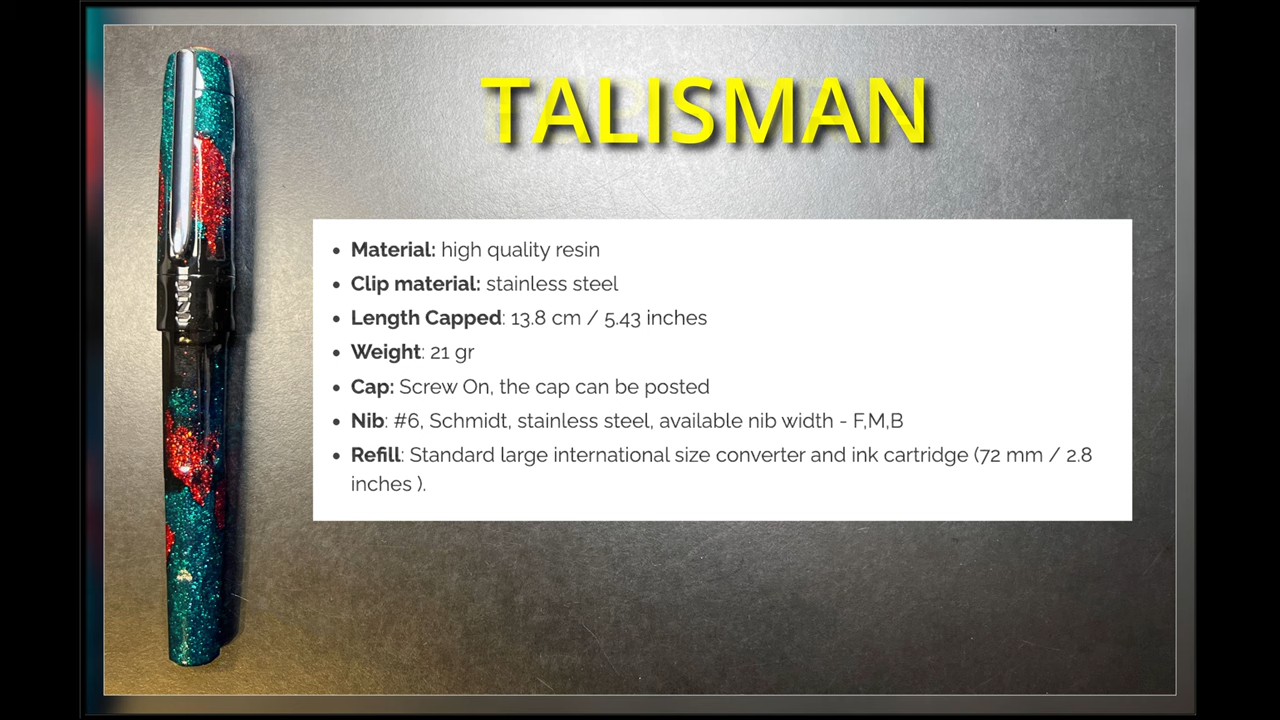 TALISMAN
• Material: high quality resin
• Clip material: stainless steel
• Length Capped: 13.8 cm / 5.43 inches
• Weight: 21 gr
• Cap: Screw On, the cap can be posted
• Nib: #6, Schmidt, stainless steel, available nib width - F,M,B
• Refill: Standard large international size converter and ink cartridge (72 mm / 2.8
inches ).